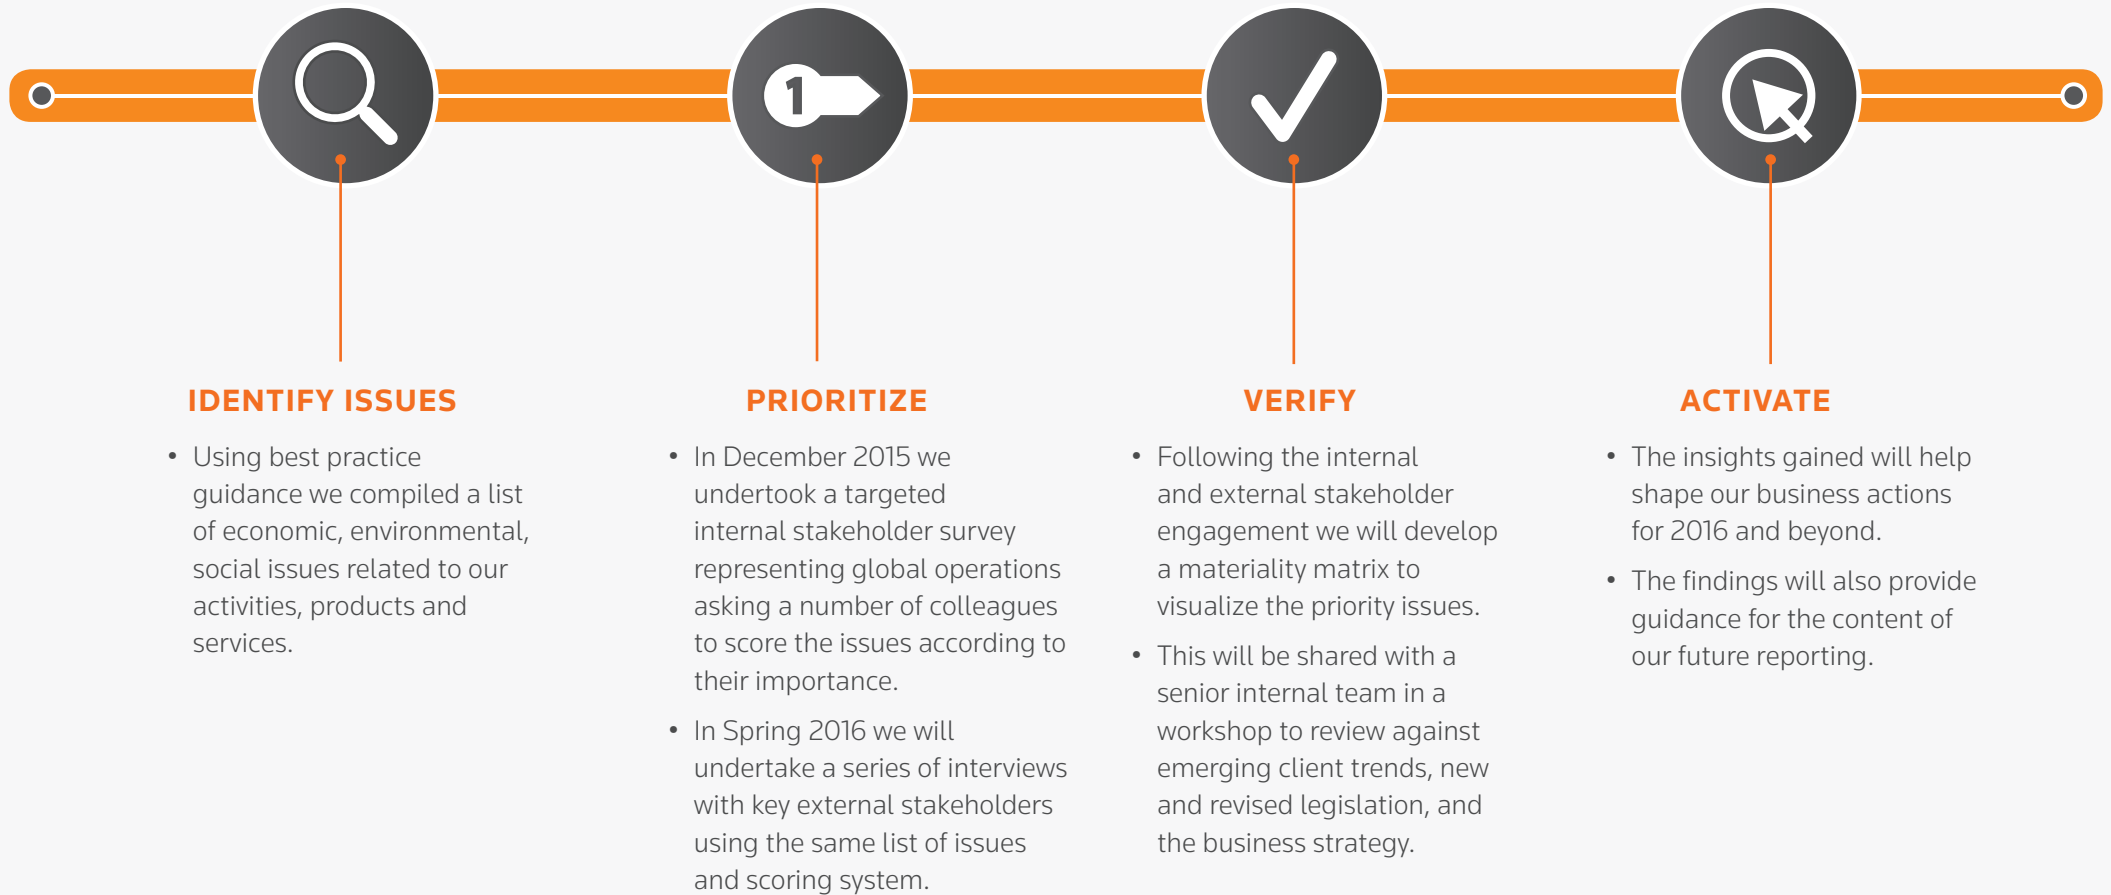 1
IDENTIFY ISSUES
• Using best practice
guidance we compiled a list
of economic, environmental,
social issues related to our
activities, products and
services.
PRIORITIZE
• In December 2015 we
undertook a targeted
internal stakeholder survey
representing global operations
asking a number of colleagues
to score the issues according to
their importance.
• In Spring 2016 we will
undertake a series of interviews
with key external stakeholders
using the same list of issues
and scoring system.
VERIFY
• Following the internal
and external stakeholder
engagement we will develop
a materiality matrix to
visualize the priority issues.
• This will be shared with a
senior internal team in a
workshop to review against
emerging client trends, new
and revised legislation, and
the business strategy.
ACTIVATE
• The insights gained will help
shape our business actions
for 2016 and beyond.
• The findings will also provide
guidance for the content of
our future reporting.